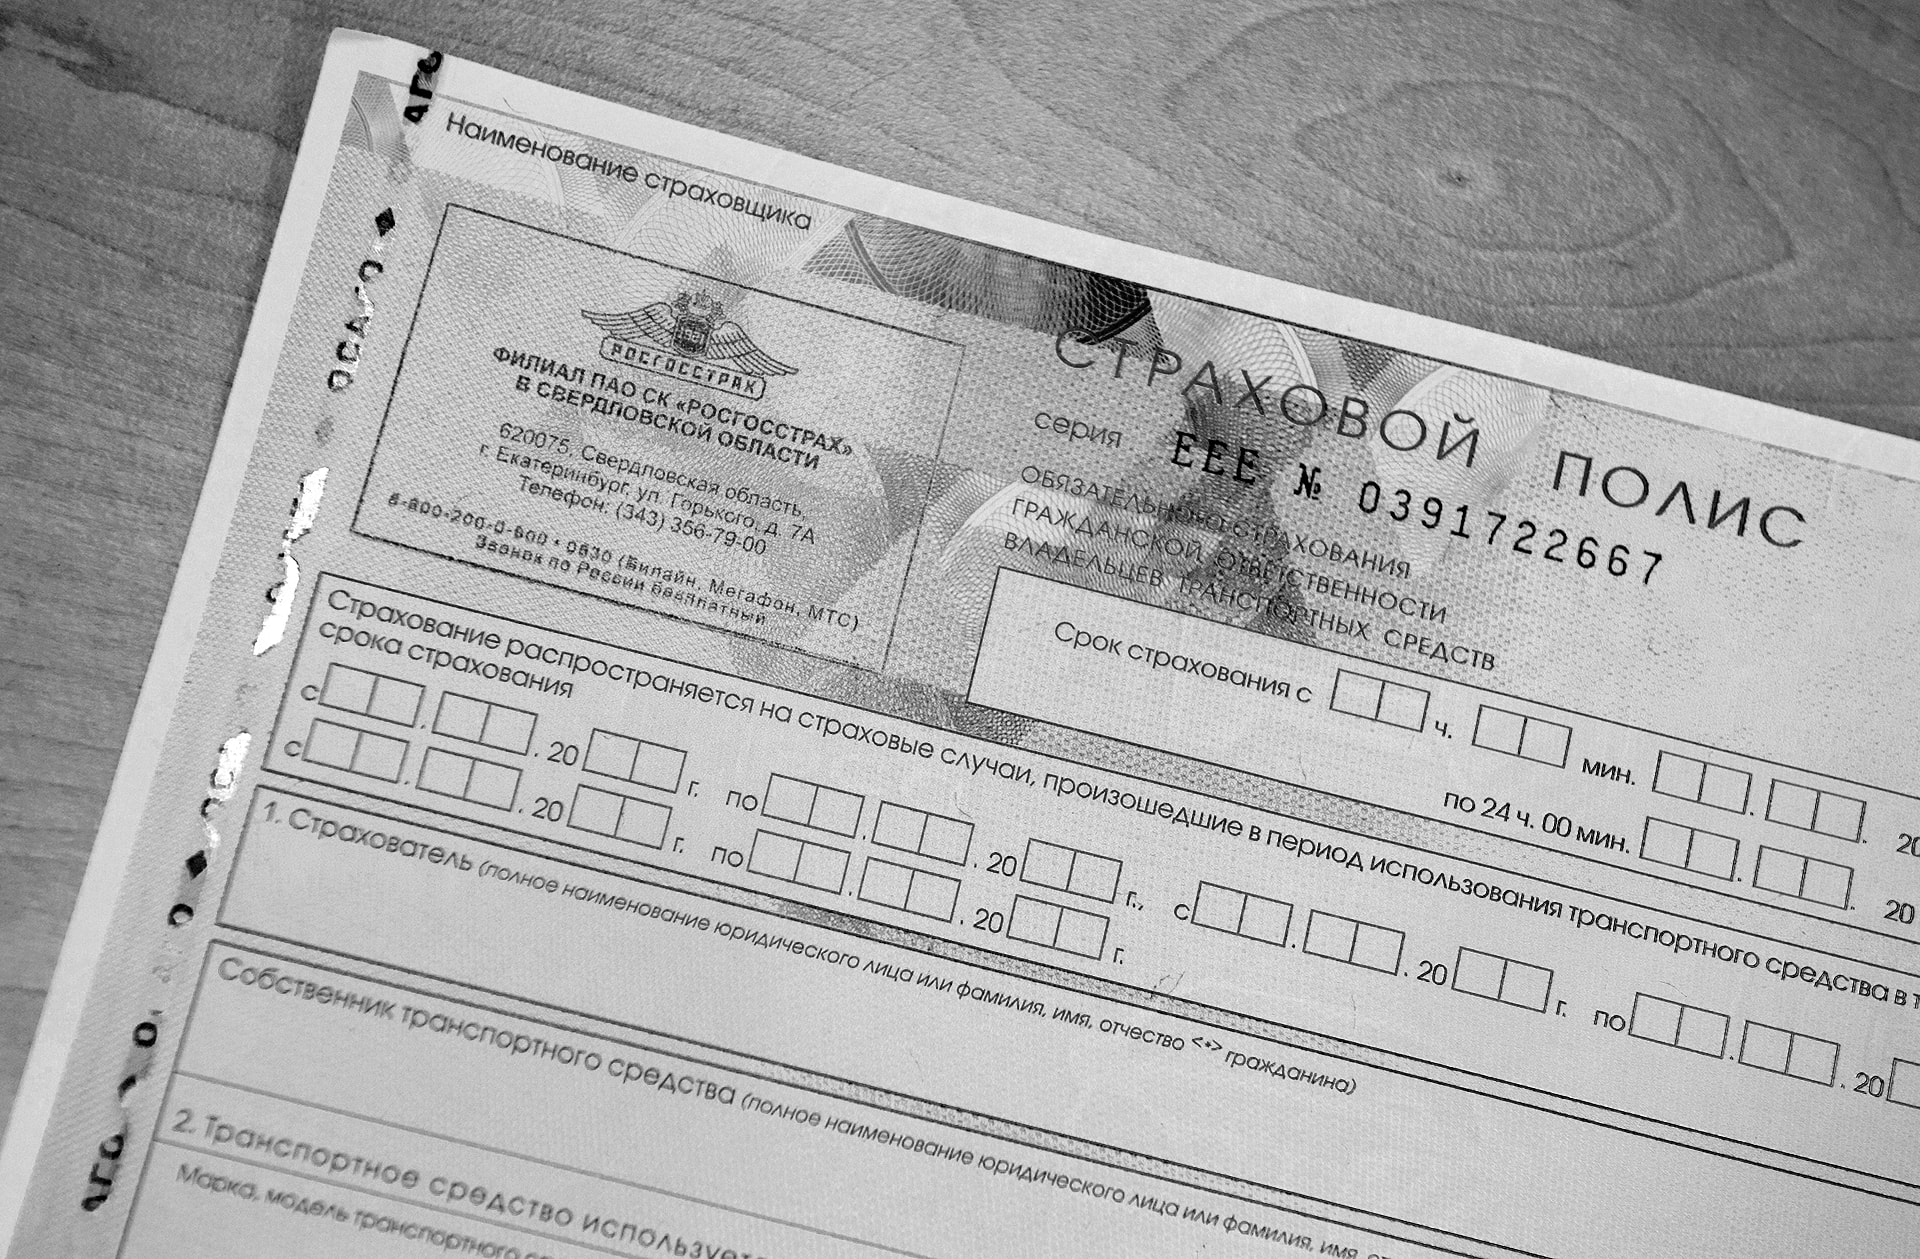 Наименование страховщика
РОСГОССТРАХ
ФИЛИАЛ ПАО СК «РОСГОССТРАХ»
В СВЕРДЛОВСКОЙ ОБЛАСТИ
620075, Свердловская область,
г. Екатеринбург, ул. Горького, д. 7А
Телефон: (343) 356-79-00
8-800-200-0-900 • 0530 (Билайн, Мегафон, МТС)
Звонок по России бесплатный
СТРАХОВОЙ ПОЛИС
серия ЕЕЕ № 0391722667
ОБЯЗАТЕЛЬНОГО СТРАХОВАНИЯ
ГРАЖДАНСКОЙ ОТВЕТСТВЕННОСТИ
ВЛАДЕЛЬЦЕВ ТРАНСПОРТНЫХ СРЕДСТВ
Срок страхования с ч. мин. . . 20
по 24 ч. 00 мин. . . 20
Страхование распространяется на страховые случаи, произошедшие в период использования транспортного средства в т
срока страхования
с . . 20 г. по . . 20 г., с . . 20 г. по . . 20
с . . 20 г. по . . 20 г.
1. Страхователь (полное наименование юридического лица или фамилия, имя, отчество <*> гражданина)
Собственник транспортного средства (полное наименование юридического лица или фамилия, имя, от
2. Транспортное средство используется
Марка, модель транспортного
ОСАГО